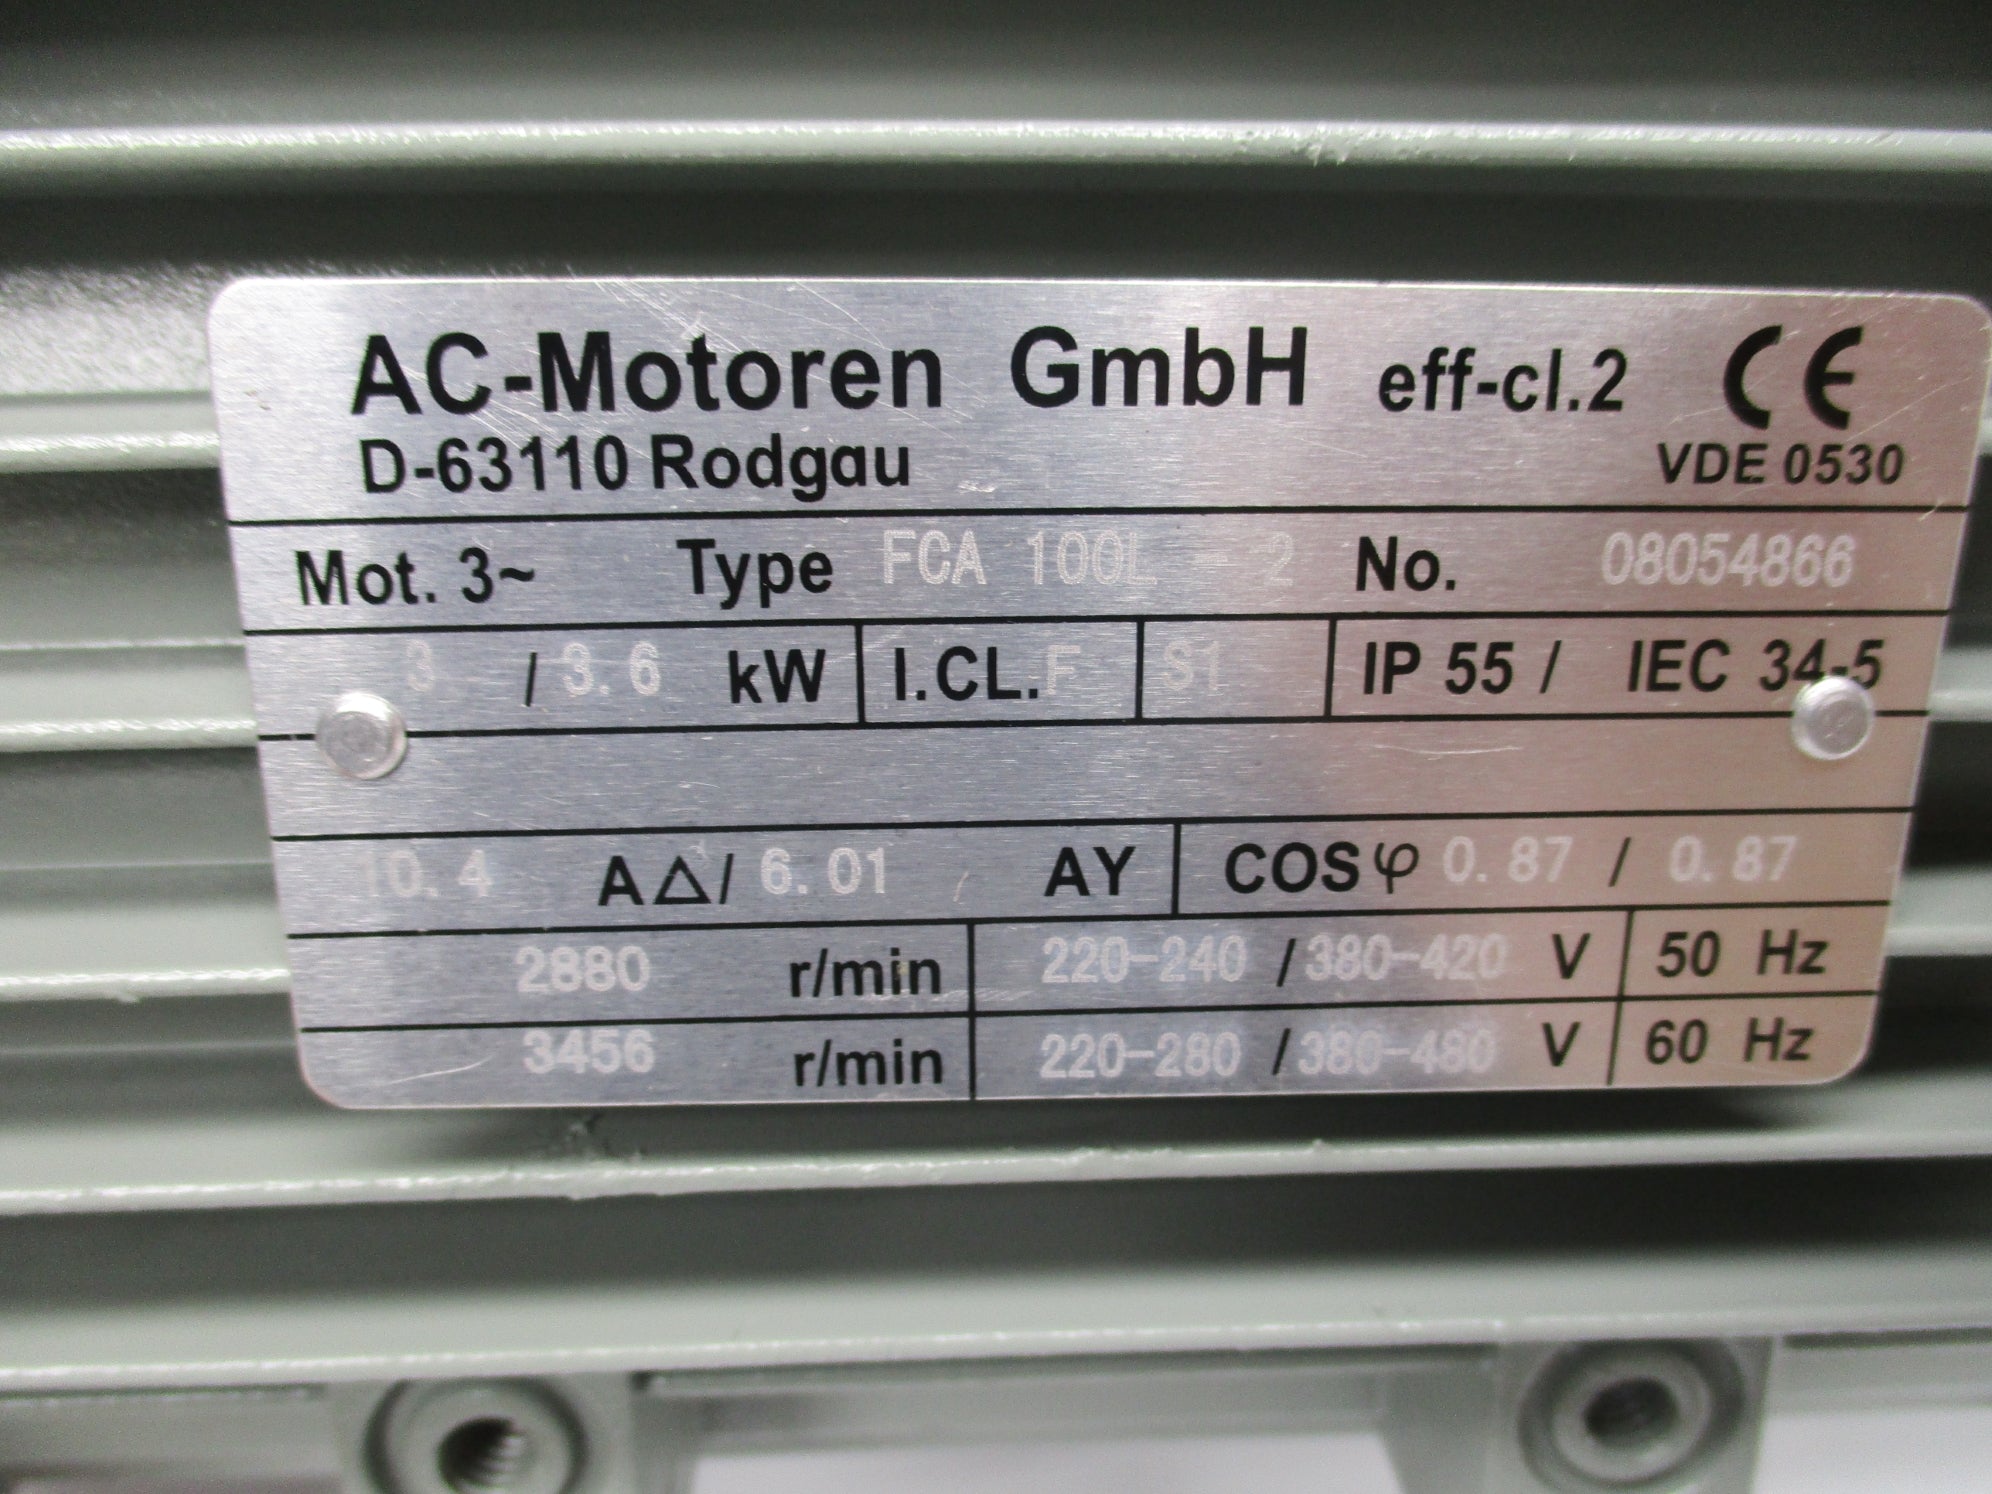 AC-Motoren GmbH eff-cl.2 CE
D-63110 Rodgau VDE 0530
Mot. 3~ Type FCA 100L - 2 No. 08054866
3 / 3.6 kW I.CL. F S1 IP 55 / IEC 34-5
10.4 A△/ 6.01 AY COSφ 0.87 / 0.87
2880 r/min 220-240 / 380-420 V 50 Hz
3456 r/min 220-280 / 380-480 V 60 Hz